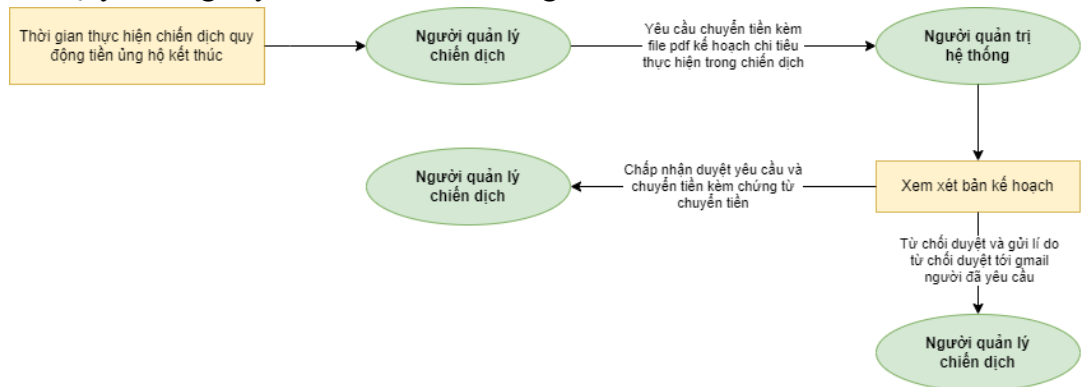 Thời gian thực hiện chiến dịch quy
động tiền ủng hộ kết thúc
Người quản lý
chiến dịch
Yêu cầu chuyển tiền kèm
file pdf kế hoạch chi tiêu
thực hiện trong chiến dịch
Người quản trị
hệ thống
Người quản lý
chiến dịch
Chấp nhận duyệt yêu cầu và
chuyển tiền kèm chứng từ
chuyển tiền
Xem xét bản kế hoạch
Từ chối duyệt và gửi lí do
từ chối duyệt tới gmail
người đã yêu cầu
Người quản lý
chiến dịch